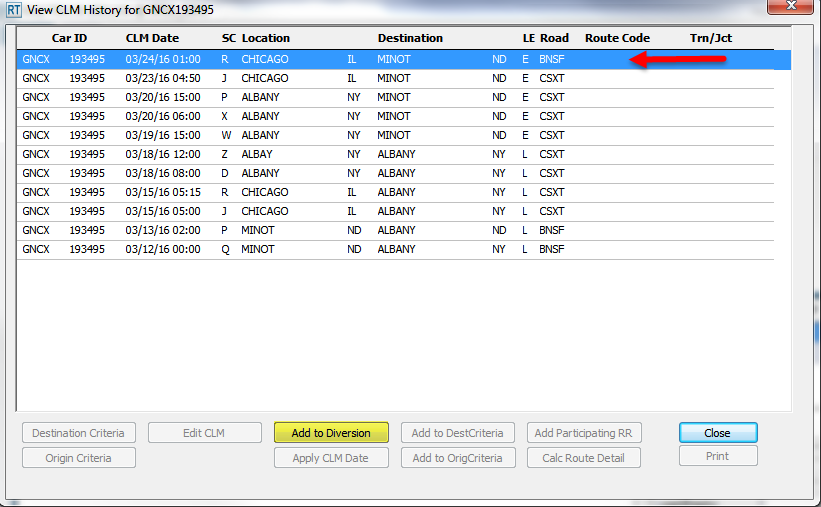 RT View CLM History for GNCX193495
Car ID CLM Date SC Location Destination LE Road Route Code Trn/Jct
GNCX 193495 03/24/16 01:00 R CHICAGO IL MINOT ND E BNSF
GNCX 193495 03/23/16 04:50 J CHICAGO IL MINOT ND E CSXT
GNCX 193495 03/20/16 15:00 P ALBANY NY MINOT ND E CSXT
GNCX 193495 03/20/16 06:00 X ALBANY NY MINOT ND E CSXT
GNCX 193495 03/19/16 15:00 W ALBANY NY MINOT ND E CSXT
GNCX 193495 03/18/16 12:00 Z ALBAY NY ALBANY NY L CSXT
GNCX 193495 03/18/16 08:00 D ALBANY NY ALBANY NY L CSXT
GNCX 193495 03/15/16 05:15 R CHICAGO IL ALBANY NY L CSXT
GNCX 193495 03/15/16 05:00 J CHICAGO IL ALBANY NY L CSXT
GNCX 193495 03/13/16 02:00 P MINOT ND ALBANY ND L BNSF
GNCX 193495 03/12/16 00:00 Q MINOT ND ALBANY NY L BNSF
Destination Criteria Edit CLM Add to Diversion Add to DestCriteria Add Participating RR Close
Origin Criteria Apply CLM Date Add to OrigCriteria Calc Route Detail Print